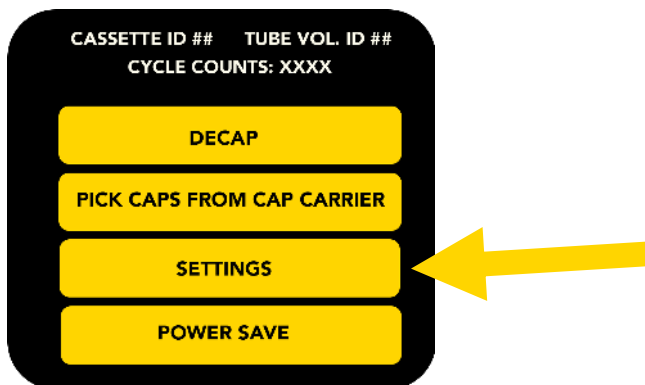 CASSETTE ID ## TUBE VOL. ID ##
CYCLE COUNTS: XXXX
DECAP
PICK CAPS FROM CAP CARRIER
SETTINGS
POWER SAVE